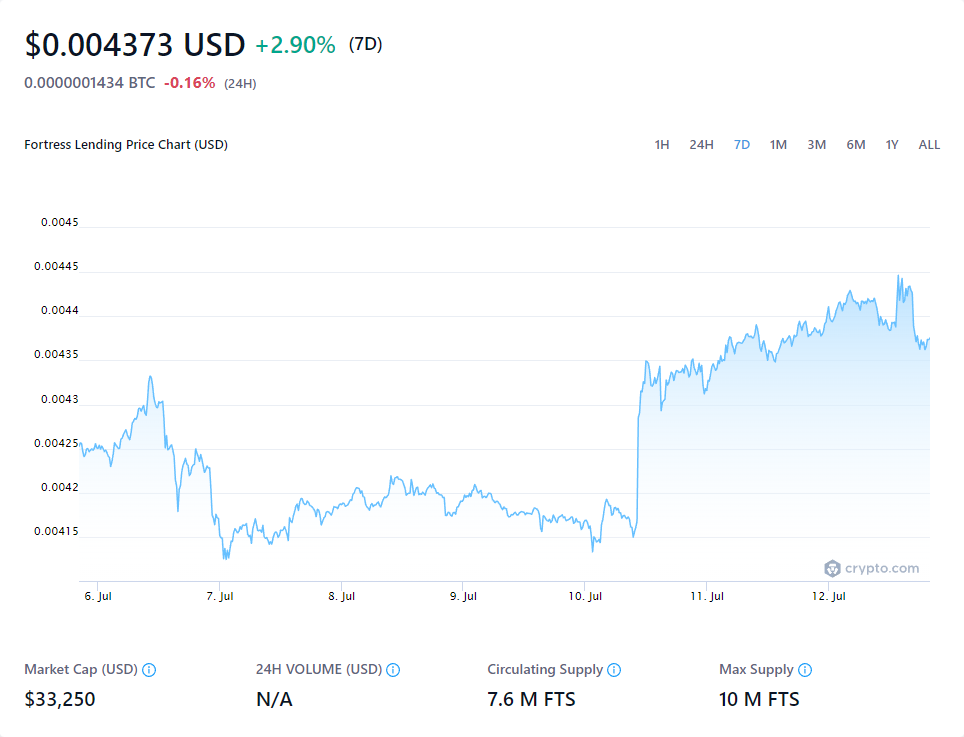 $0.004373 USD +2.90% (7D)
0.0000001434 BTC -0.16% (24H)
Fortress Lending Price Chart (USD) 1H 24H 7D 1M 3M 6M 1Y ALL
0.0045
0.00445
0.0044
0.00435
0.0043
0.00425
0.0042
0.00415
crypto.com
6. Jul 7. Jul 8. Jul 9. Jul 10. Jul 11. Jul 12. Jul
Market Cap (USD) 24H VOLUME (USD) Circulating Supply Max Supply
$33,250 N/A 7.6 M FTS 10 M FTS